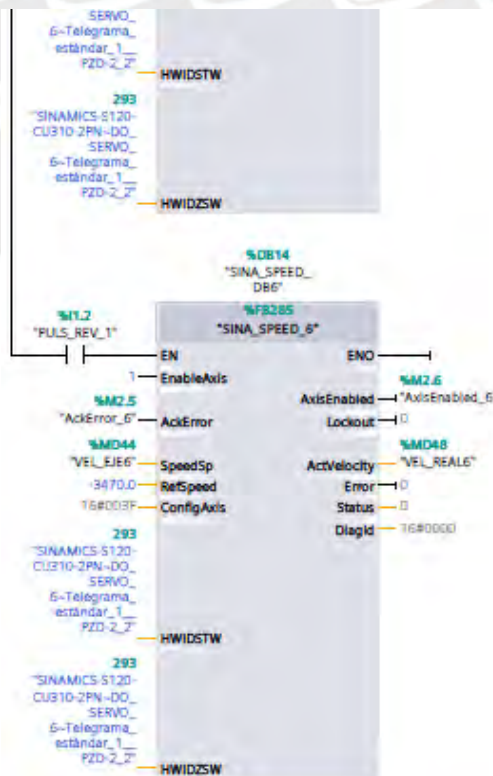 SERVO_
6~Telegrama_
estándar_1__
PZD-2_2"
HWIDSTW
293
"SINAMICS-S120-
CU310-2PN~DO_
SERVO_
6~Telegrama_
estándar_1__
PZD-2_2"
HWIDZSW
%DB14
"SINA_SPEED_
DB6"
%I1.2
"PULS_REV_1"
%FB285
"SINA_SPEED_6"
EN
ENO
1
EnableAxis
%M2.5
"AckError_6"
AckError
%M2.6
AxisEnabled
"AxisEnabled_6
Lockout
0
%MD44
"VEL_EJE6"
SpeedSp
%MD48
ActVelocity
"VEL_REAL6"
-3470.0
RefSpeed
Error
0
16#003F
ConfigAxis
Status
0
DiagId
16#0000
293
"SINAMICS-S120-
CU310-2PN~DO_
SERVO_
6~Telegrama_
estándar_1__
PZD-2_2"
HWIDSTW
293
"SINAMICS-S120-
CU310-2PN~DO_
SERVO_
6~Telegrama_
estándar_1__
PZD-2_2"
HWIDZSW